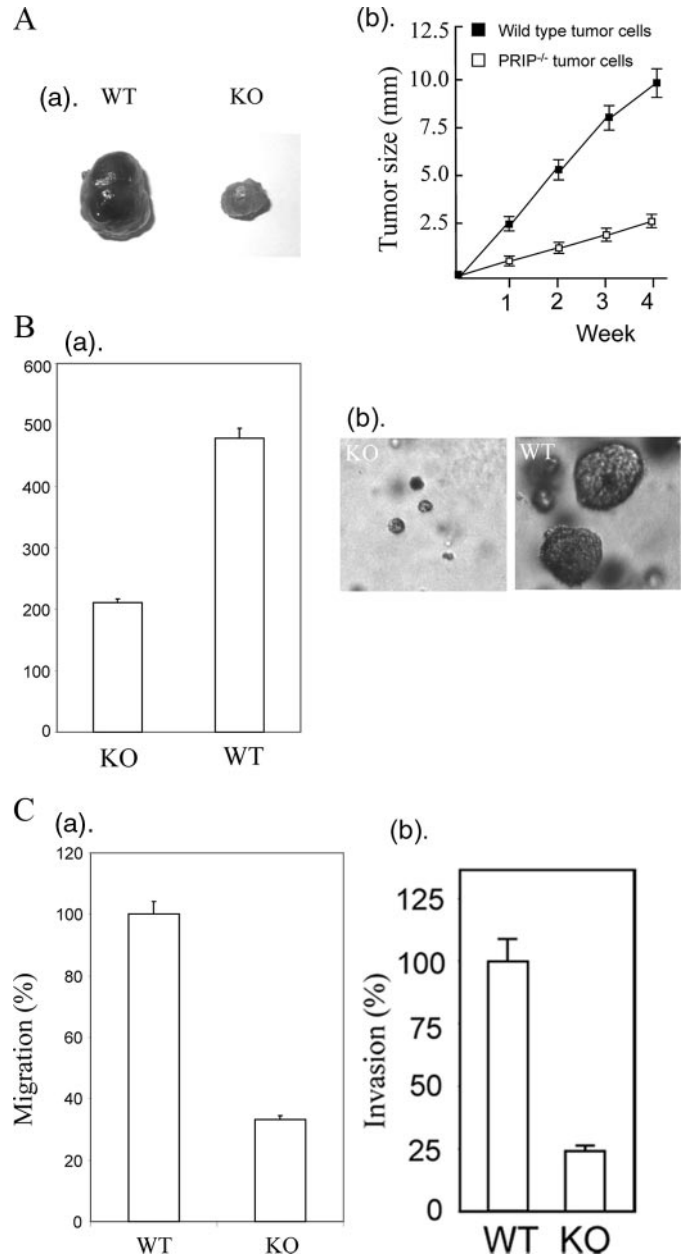 A
(a).
WT KO
(b).
Tumor size (mm)
12.5
10.0
7.5
5.0
2.5
Wild type tumor cells
PRIP-/- tumor cells
1 2 3 4
Week
B
(a).
600
500
400
300
200
100
0
KO WT
(b).
KO
WT
C
(a).
Migration (%)
120
100
80
60
40
20
0
WT KO
(b).
Invasion (%)
125
100
75
50
25
0
WT KO